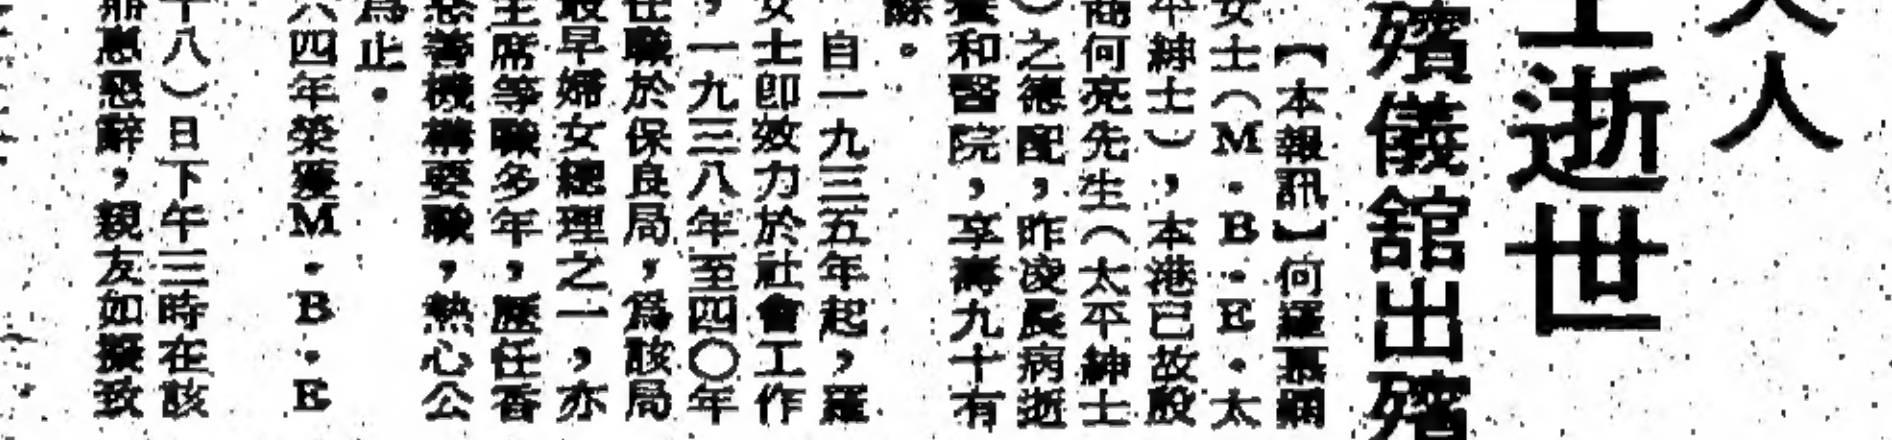 夫人
士逝世
殯儀舘出殯
【本報訊】何羅慕嫻
女士（M．B．E．太
平紳士），本港已故殷
商何亮先生（太平紳士
）之德配，昨凌晨病逝
養和醫院，享壽九十有
餘。
自一九三五年起，羅
女士卽效力於社會工作
，一九三八年至四〇年
任職於保良局，爲該局
最早婦女總理之一，亦
主席等職多年，歷任香
慈善機構要職，熱心公
爲止。
六四年榮獲M．B．E
十八）日下午三時在該
懇辭，親友如擬致